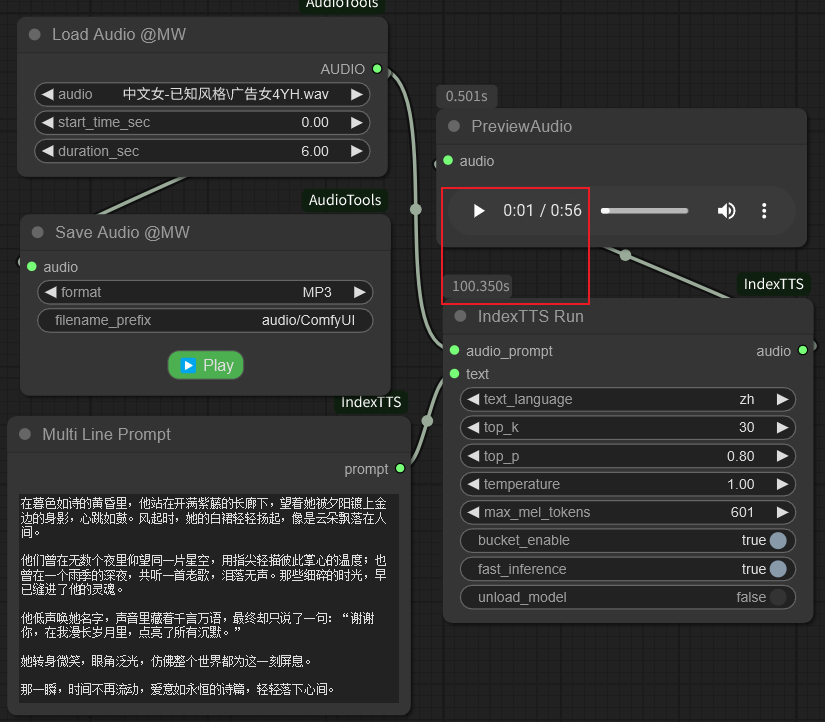 AudioTools
Load Audio @MW
AUDIO
audio 中文女-已知风格\广告女4YH.wav
start_time_sec 0.00
duration_sec 6.00
AudioTools
Save Audio @MW
audio
format MP3
filename_prefix audio/ComfyUI
Play
IndexTTS
Multi Line Prompt
prompt
在暮色如诗的黄昏里，他站在开满紫藤的长廊下，望着她被夕阳镀上金
边的身影，心跳如鼓。风起时，她的白裙轻轻扬起，像是云朵飘落在人
间。
他们曾在无数个夜里仰望同一片星空，用指尖轻描彼此掌心的温度；也
曾在一个雨季的深夜，共听一首老歌，泪落无声。那些细碎的时光，早
已缝进了他的灵魂。
他低声唤她名字，声音里藏着千言万语，最终却只说了一句：“谢谢
你，在我漫长岁月里，点亮了所有沉默。”
她转身微笑，眼角泛光，仿佛整个世界都为这一刻屏息。
那一瞬，时间不再流动，爱意如永恒的诗篇，轻轻落下心间。
0.501s
PreviewAudio
audio
0:01 / 0:56
100.350s
IndexTTS
IndexTTS Run
audio_prompt audio
text
text_language zh
top_k 30
top_p 0.80
temperature 1.00
max_mel_tokens 601
bucket_enable true
fast_inference true
unload_model false